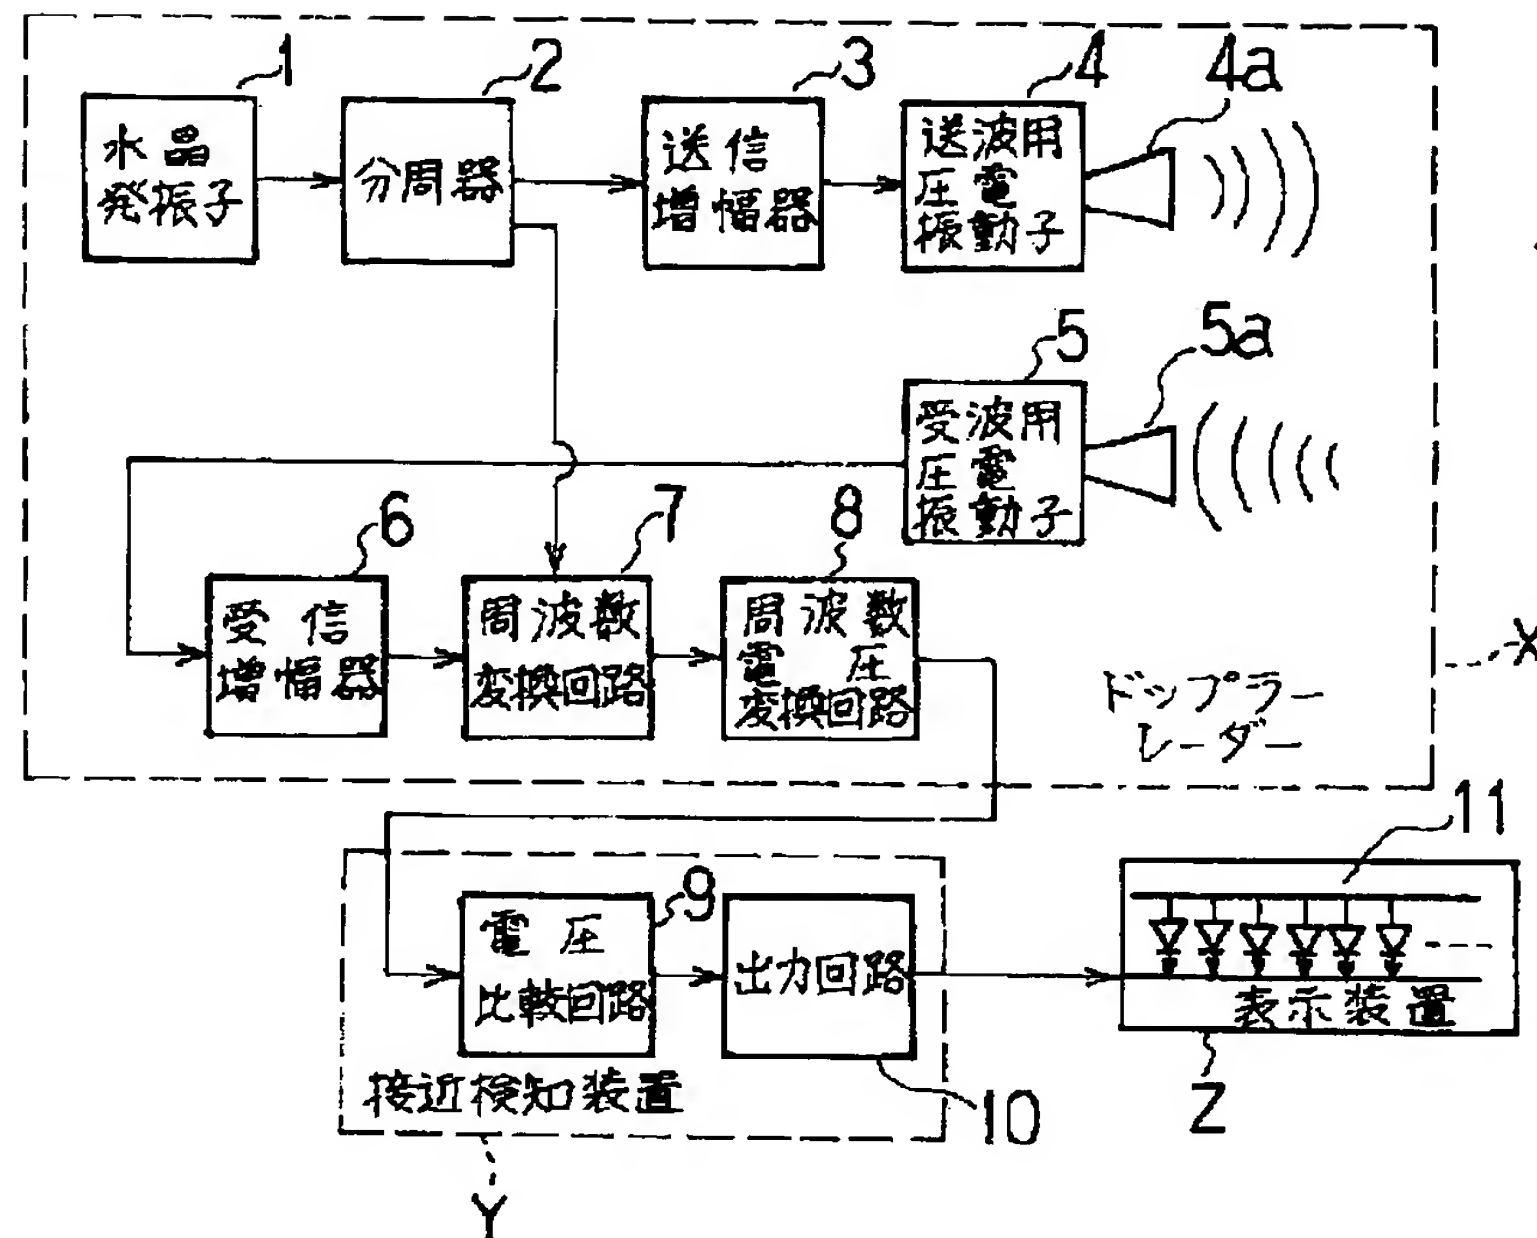 1
2
3
4
4a
水晶
発振子
分周器
送信
増幅器
送波用
圧電
振動子
5
5a
受波用
圧電
振動子
6
7
8
受信
増幅器
周波数
変換回路
周波数
電圧
変換回路
ドップラー
レーダー
X
9
電圧
比較回路
出力回路
10
接近検知装置
Y
11
表示装置
Z